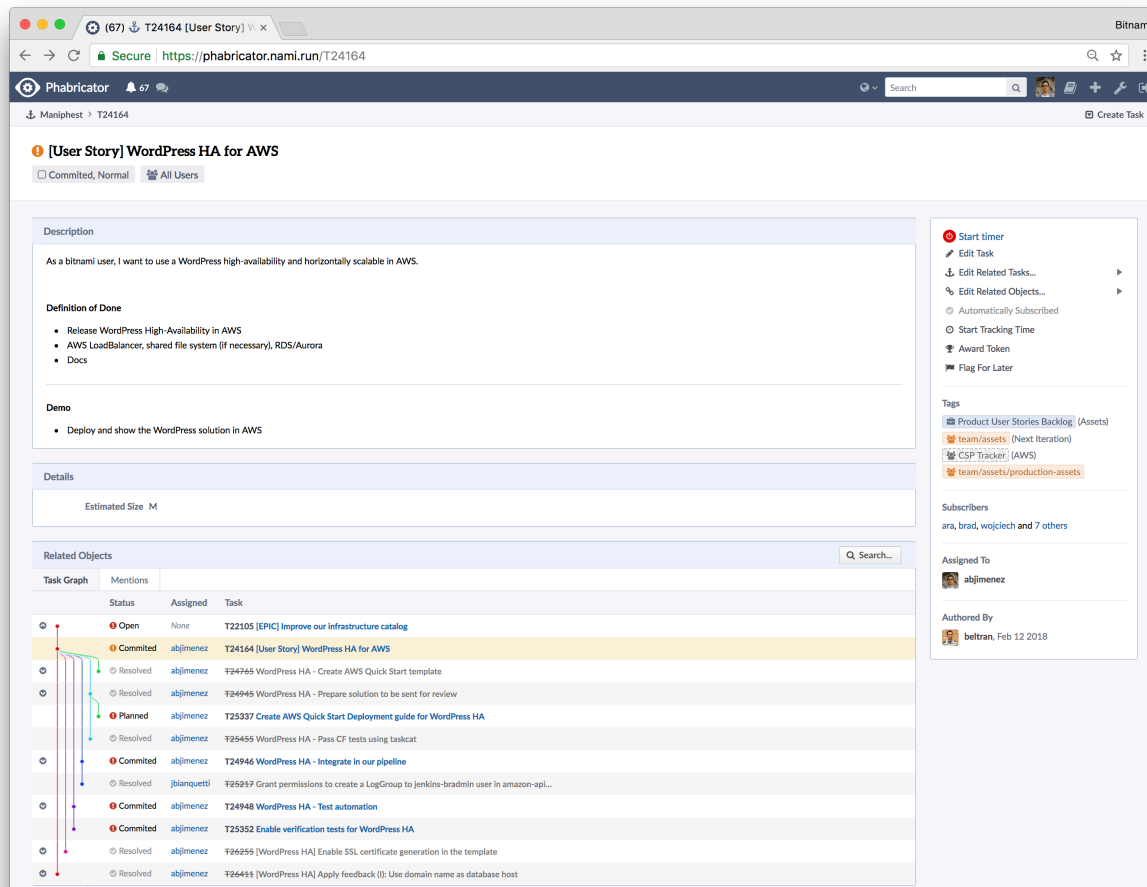 (67) T24164 [User Story] W ×
Bitnam
Secure https://phabricator.nami.run/T24164
Phabricator 67 Search
Maniphest > T24164 Create Task
[User Story] WordPress HA for AWS
Commited, Normal All Users
Description
As a bitnami user, I want to use a WordPress high-availability and horizontally scalable in AWS.
Definition of Done
• Release WordPress High-Availability in AWS
• AWS LoadBalancer, shared file system (if necessary), RDS/Aurora
• Docs
Demo
• Deploy and show the WordPress solution in AWS
Details
Estimated Size M
Related Objects Search...
Task Graph Mentions
Status Assigned Task
Open None T22105 [EPIC] Improve our infrastructure catalog
Commited abjimenez T24164 [User Story] WordPress HA for AWS
Resolved abjimenez T24765 WordPress HA - Create AWS Quick Start template
Resolved abjimenez T24945 WordPress HA - Prepare solution to be sent for review
Planned abjimenez T25337 Create AWS Quick Start Deployment guide for WordPress HA
Resolved abjimenez T25455 WordPress HA - Pass CF tests using taskcat
Commited abjimenez T24946 WordPress HA - Integrate in our pipeline
Resolved jbianquetti T25217 Grant permissions to create a LogGroup to jenkins-bradmin user in amazon-api...
Commited abjimenez T24948 WordPress HA - Test automation
Commited abjimenez T25352 Enable verification tests for WordPress HA
Resolved abjimenez T26255 [WordPress HA] Enable SSL certificate generation in the template
Resolved abjimenez T26411 [WordPress HA] Apply feedback (I): Use domain name as database host
Start timer
Edit Task
Edit Related Tasks...
Edit Related Objects...
Automatically Subscribed
Start Tracking Time
Award Token
Flag For Later
Tags
Product User Stories Backlog (Assets)
team/assets (Next Iteration)
CSP Tracker (AWS)
team/assets/production-assets
Subscribers
ara, brad, wojciech and 7 others
Assigned To
abjimenez
Authored By
beltran, Feb 12 2018